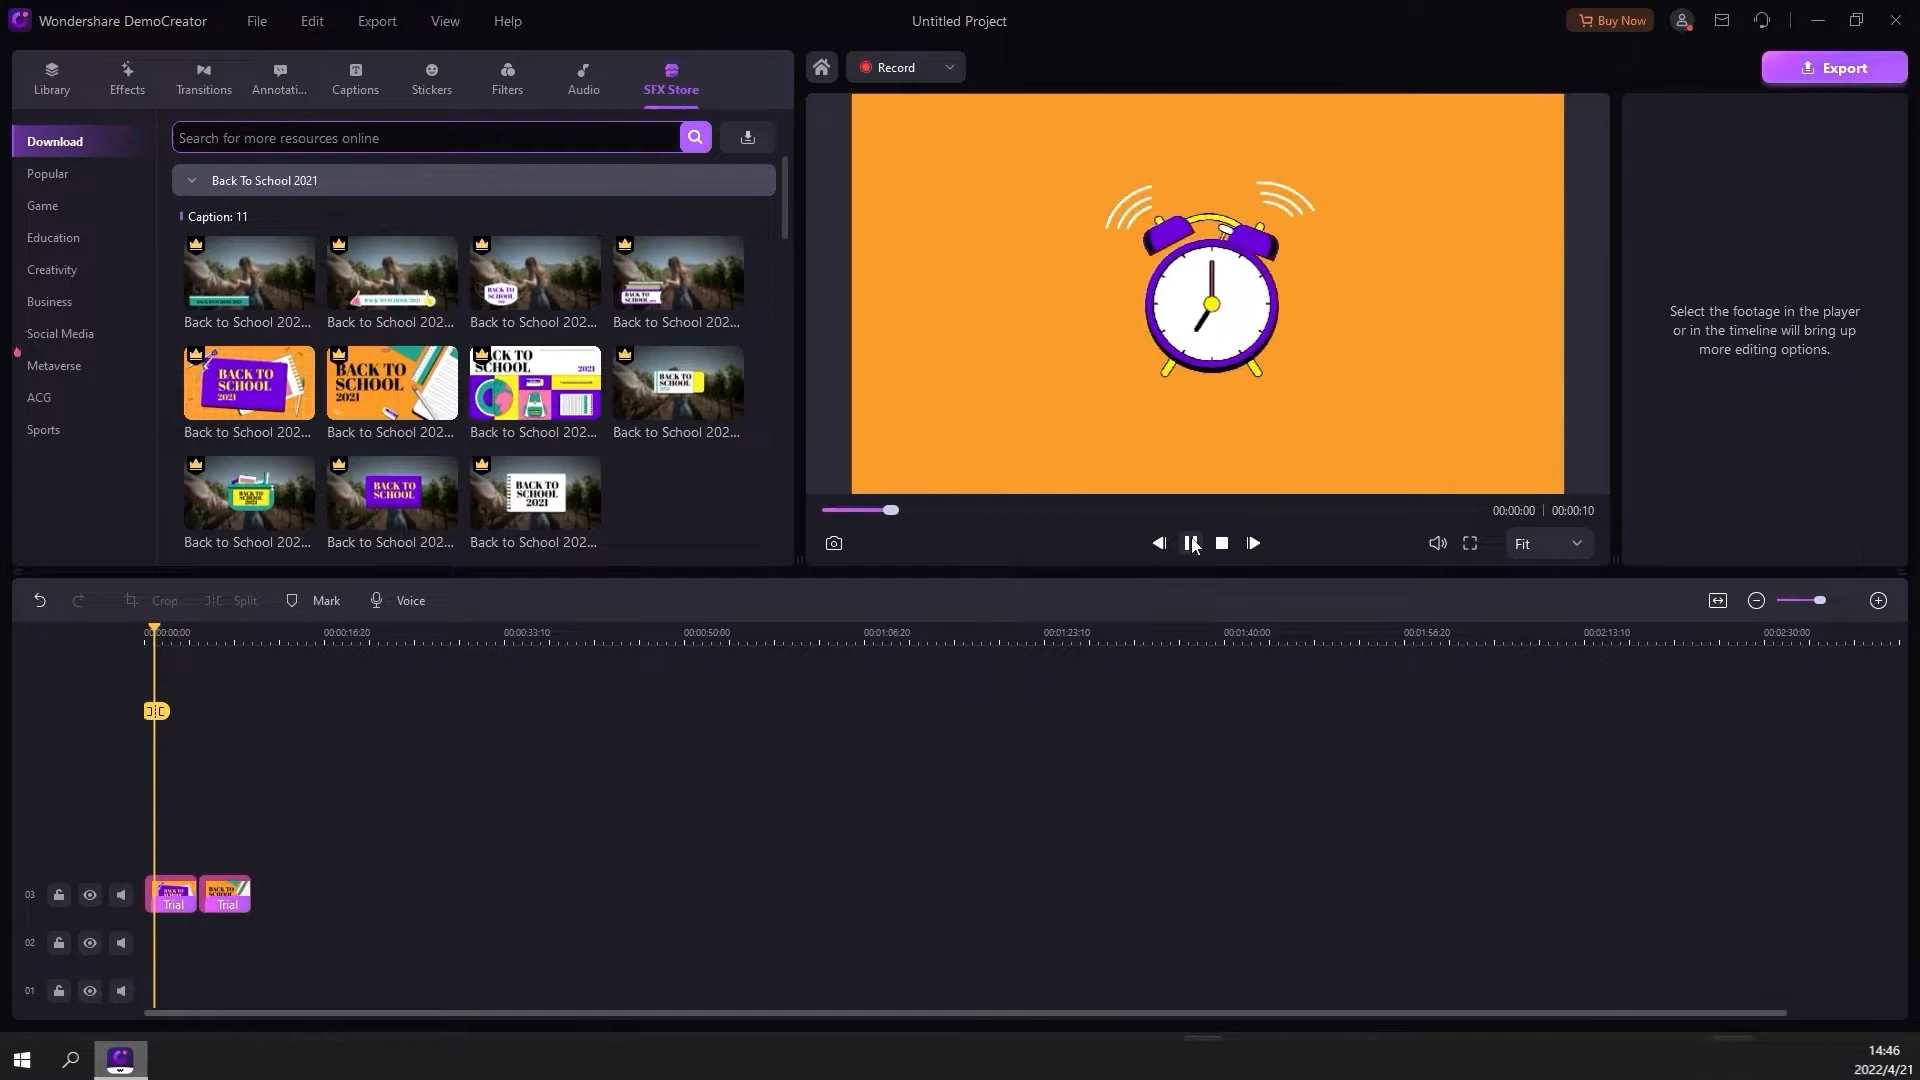 Wondershare DemoCreator
File
Edit
Export
View
Help
Untitled Project
Buy Now
Library
Effects
Transitions
Annotati...
Captions
Stickers
Filters
Audio
SFX Store
Record
Export
Download
Popular
Game
Education
Creativity
Business
Social Media
Metaverse
ACG
Sports
Search for more resources online
Back To School 2021
Caption: 11
Back to School 202...
Back to School 202...
Back to School 202...
Back to School 202...
BACK TO
SCHOOL
2021
BACK TO
SCHOOL
2021
BACK TO
SCHOOL
2021
BACK TO
SCHOOL
Back to School 202...
Back to School 202...
Back to School 202...
Back to School 202...
BACK TO
SCHOOL
2021
BACK TO
SCHOOL
BACK TO
SCHOOL
2021
Back to School 202...
Back to School 202...
Back to School 202...
Select the footage in the player
or in the timeline will bring up
more editing options.
00:00:00 | 00:00:10
Fit
Crop
Split
Mark
Voice
00:00:00:00
00:00:16:20
00:00:33:10
00:00:50:00
00:01:06:20
00:01:23:10
00:01:40:00
00:01:56:20
00:02:13:10
00:02:30:00
03
Trial
Trial
02
01
14:46
2022/4/21